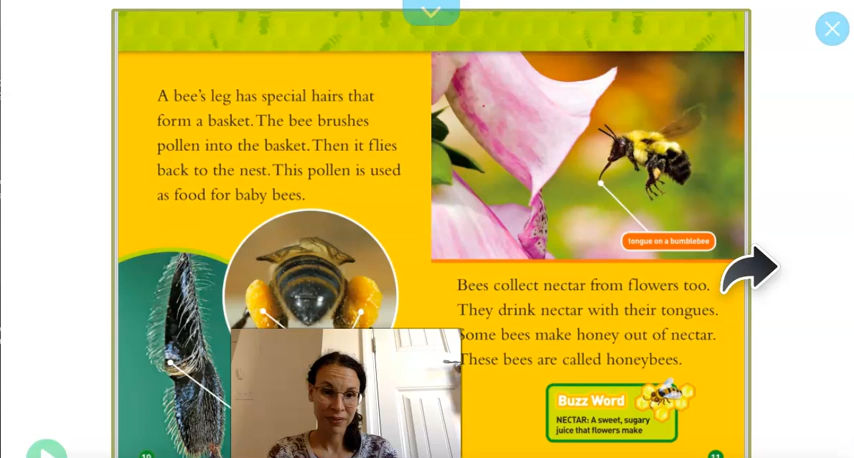 A bee's leg has special hairs that
form a basket. The bee brushes
pollen into the basket. Then it flies
back to the nest. This pollen is used
as food for baby bees.
tongue on a bumblebee
Bees collect nectar from flowers too.
They drink nectar with their tongues.
Some bees make honey out of nectar.
These bees are called honeybees.
Buzz Word
NECTAR: A sweet, sugary
juice that flowers make
10
11